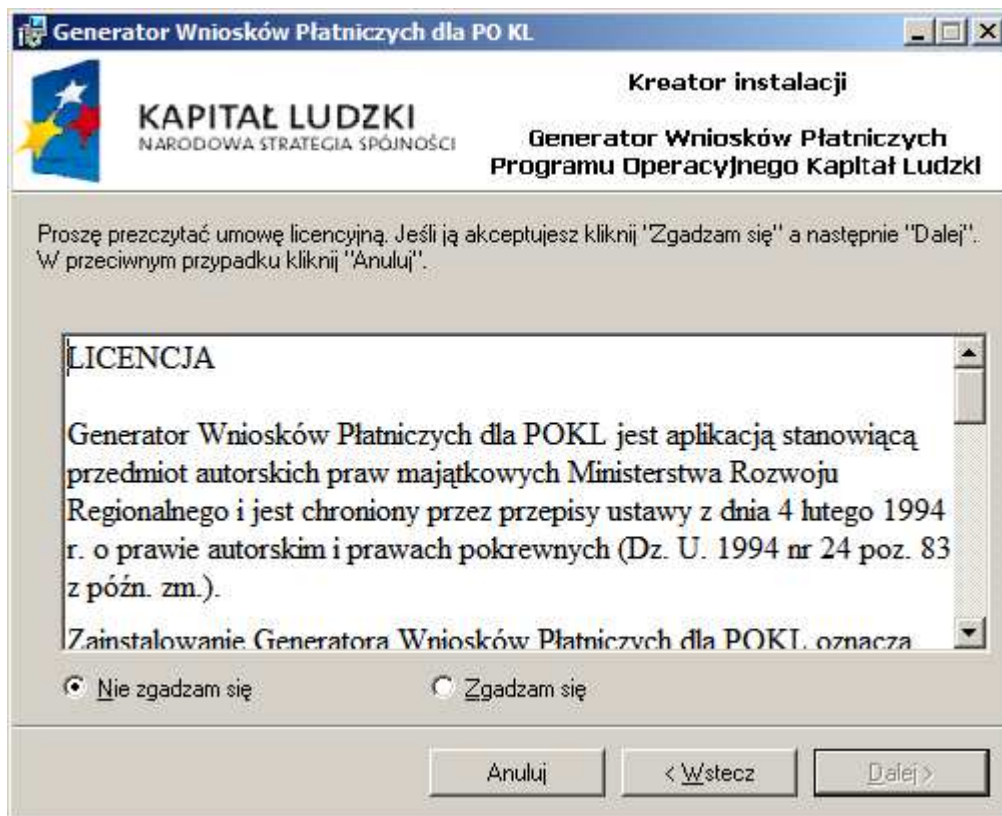 Generator Wniosków Płatniczych dla PO KL
KAPITAŁ LUDZKI
NARODOWA STRATEGIA SPÓJNOŚCI
Kreator instalacji
Generator Wniosków Płatniczych
Programu Operacyjnego Kapitał Ludzki
Proszę prezczytać umowę licencyjną. Jeśli ją akceptujesz kliknij "Zgadzam się" a następnie "Dalej".
W przeciwnym przypadku kliknij "Anuluj".
LICENCJA
Generator Wniosków Płatniczych dla POKL jest aplikacją stanowiącą
przedmiot autorskich praw majątkowych Ministerstwa Rozwoju
Regionalnego i jest chroniony przez przepisy ustawy z dnia 4 lutego 1994
r. o prawie autorskim i prawach pokrewnych (Dz. U. 1994 nr 24 poz. 83
z późn. zm.).
Zainstalowanie Generatora Wniosków Płatniczych dla POKL oznacza
Nie zgadzam się
Zgadzam się
Anuluj
< Wstecz
Dalej >